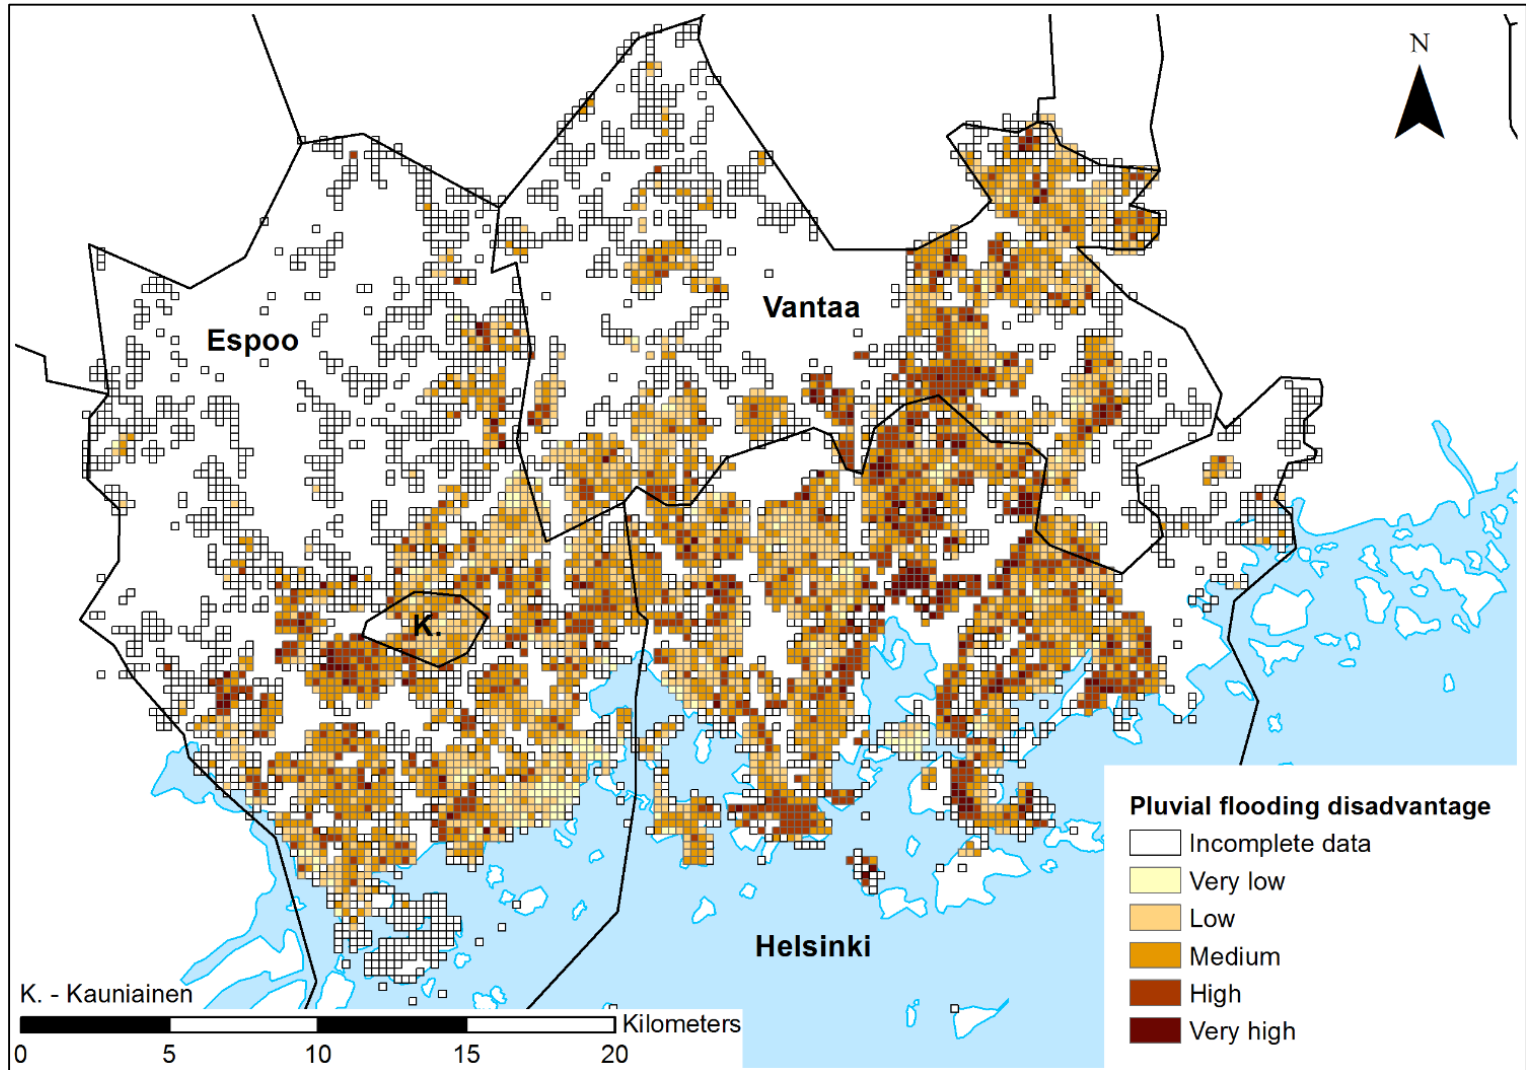 N
Vantaa
Espoo
K.
Helsinki
Pluvial flooding disadvantage
Incomplete data
Very low
Low
Medium
High
Very high
K. - Kauniainen
Kilometers
0 5 10 15 20